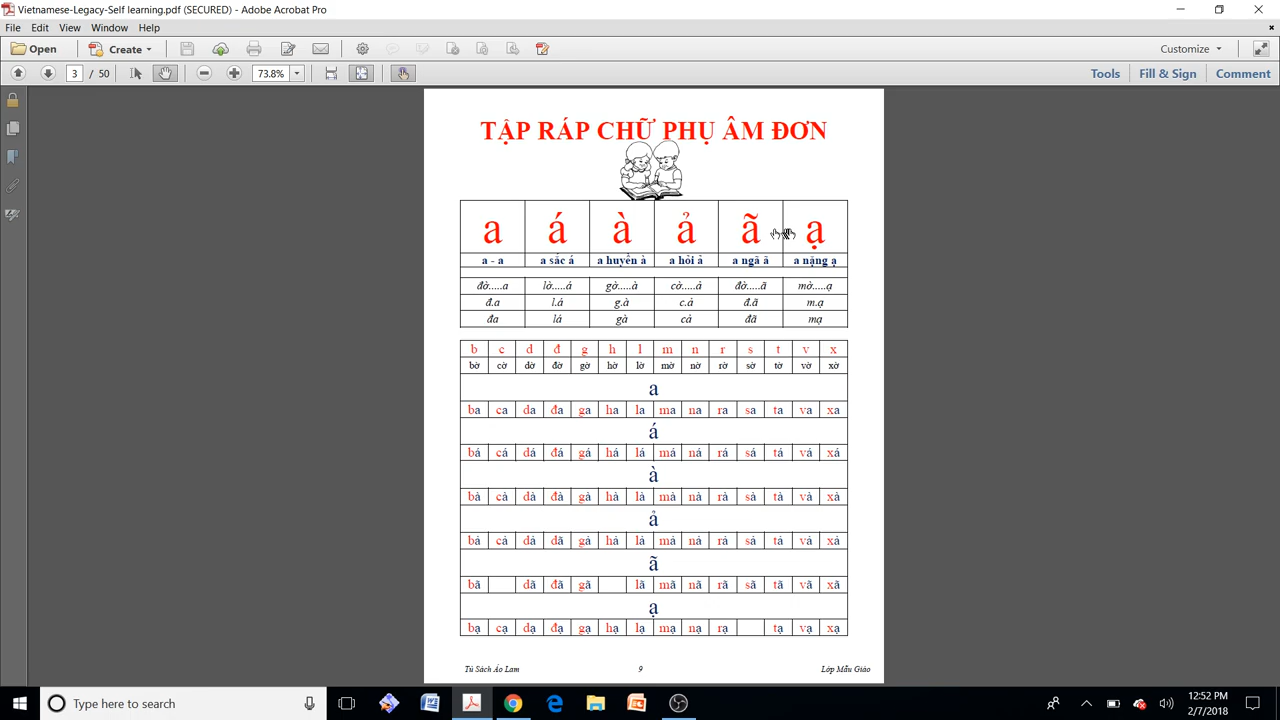 Vietnamese-Legacy-Self learning.pdf (SECURED) - Adobe Acrobat Pro
File Edit View Window Help
Open Create Customize
3 / 50 73.8% Tools Fill & Sign Comment
TẬP RÁP CHỮ PHỤ ÂM ĐƠN
a á à ả ã ạ
a - a a sắc á a huyền à a hỏi ả a ngã ã a nặng ạ
đờ.....a lờ.....á gờ.....à cờ.....ả đờ.....ã mờ.....ạ
đ.a l.á g.à c.ả đ.ã m.ạ
đa lá gà cả đã mạ
b c d đ g h l m n r s t v x
bờ cờ dờ đờ gờ hờ lờ mờ nờ rờ sờ tờ vờ xờ
a
ba ca da đa ga ha la ma na ra sa ta va xa
á
bá cá dá đá gá há lá má ná rá sá tá vá xá
à
bà cà dà đà gà hà là mà nà rà sà tà và xà
ả
bả cả dả đã gả hả lả mả nả rả sả tả vả xả
ã
bã dã đã gã lã mã nã rã sã tã vã xã
ạ
bạ cạ dạ đạ gạ hạ lạ mạ nạ rạ tạ vạ xạ
Tủ Sách Áo Lam 9 Lớp Mẫu Giáo
Type here to search
12:52 PM
2/7/2018